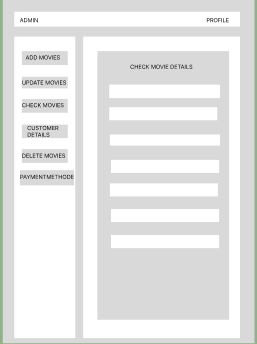 ADMIN PROFILE
ADD MOVIES
UPDATE MOVIES
CHECK MOVIES
CUSTOMER
DETAILS
DELETE MOVIES
PAYMENTMETHODE
CHECK MOVIE DETAILS